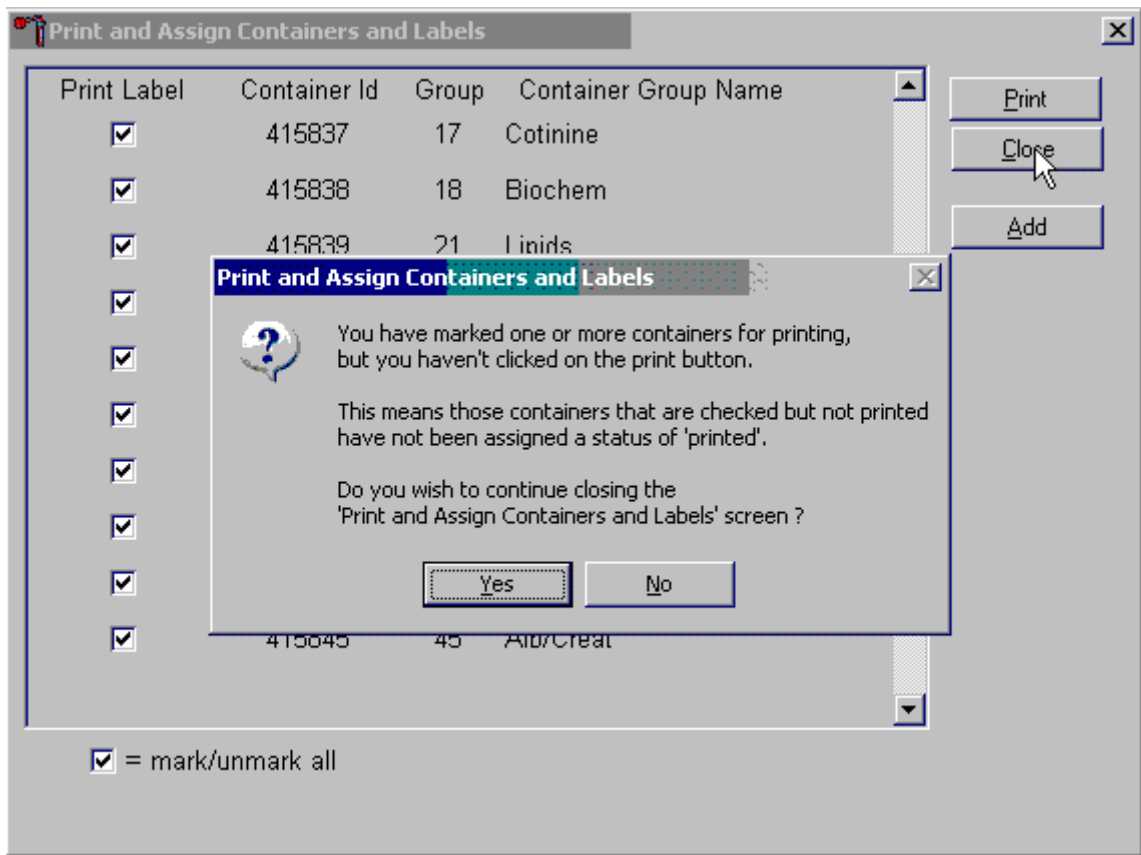 Print and Assign Containers and Labels
Print Label Container Id Group Container Group Name
415837 17 Cotinine
415838 18 Biochem
415839 21 Lipids
Print
Close
Add
Print and Assign Containers and Labels
You have marked one or more containers for printing,
but you haven't clicked on the print button.
This means those containers that are checked but not printed
have not been assigned a status of 'printed'.
Do you wish to continue closing the
'Print and Assign Containers and Labels' screen ?
Yes No
415845 45 Alb/Creat
= mark/unmark all